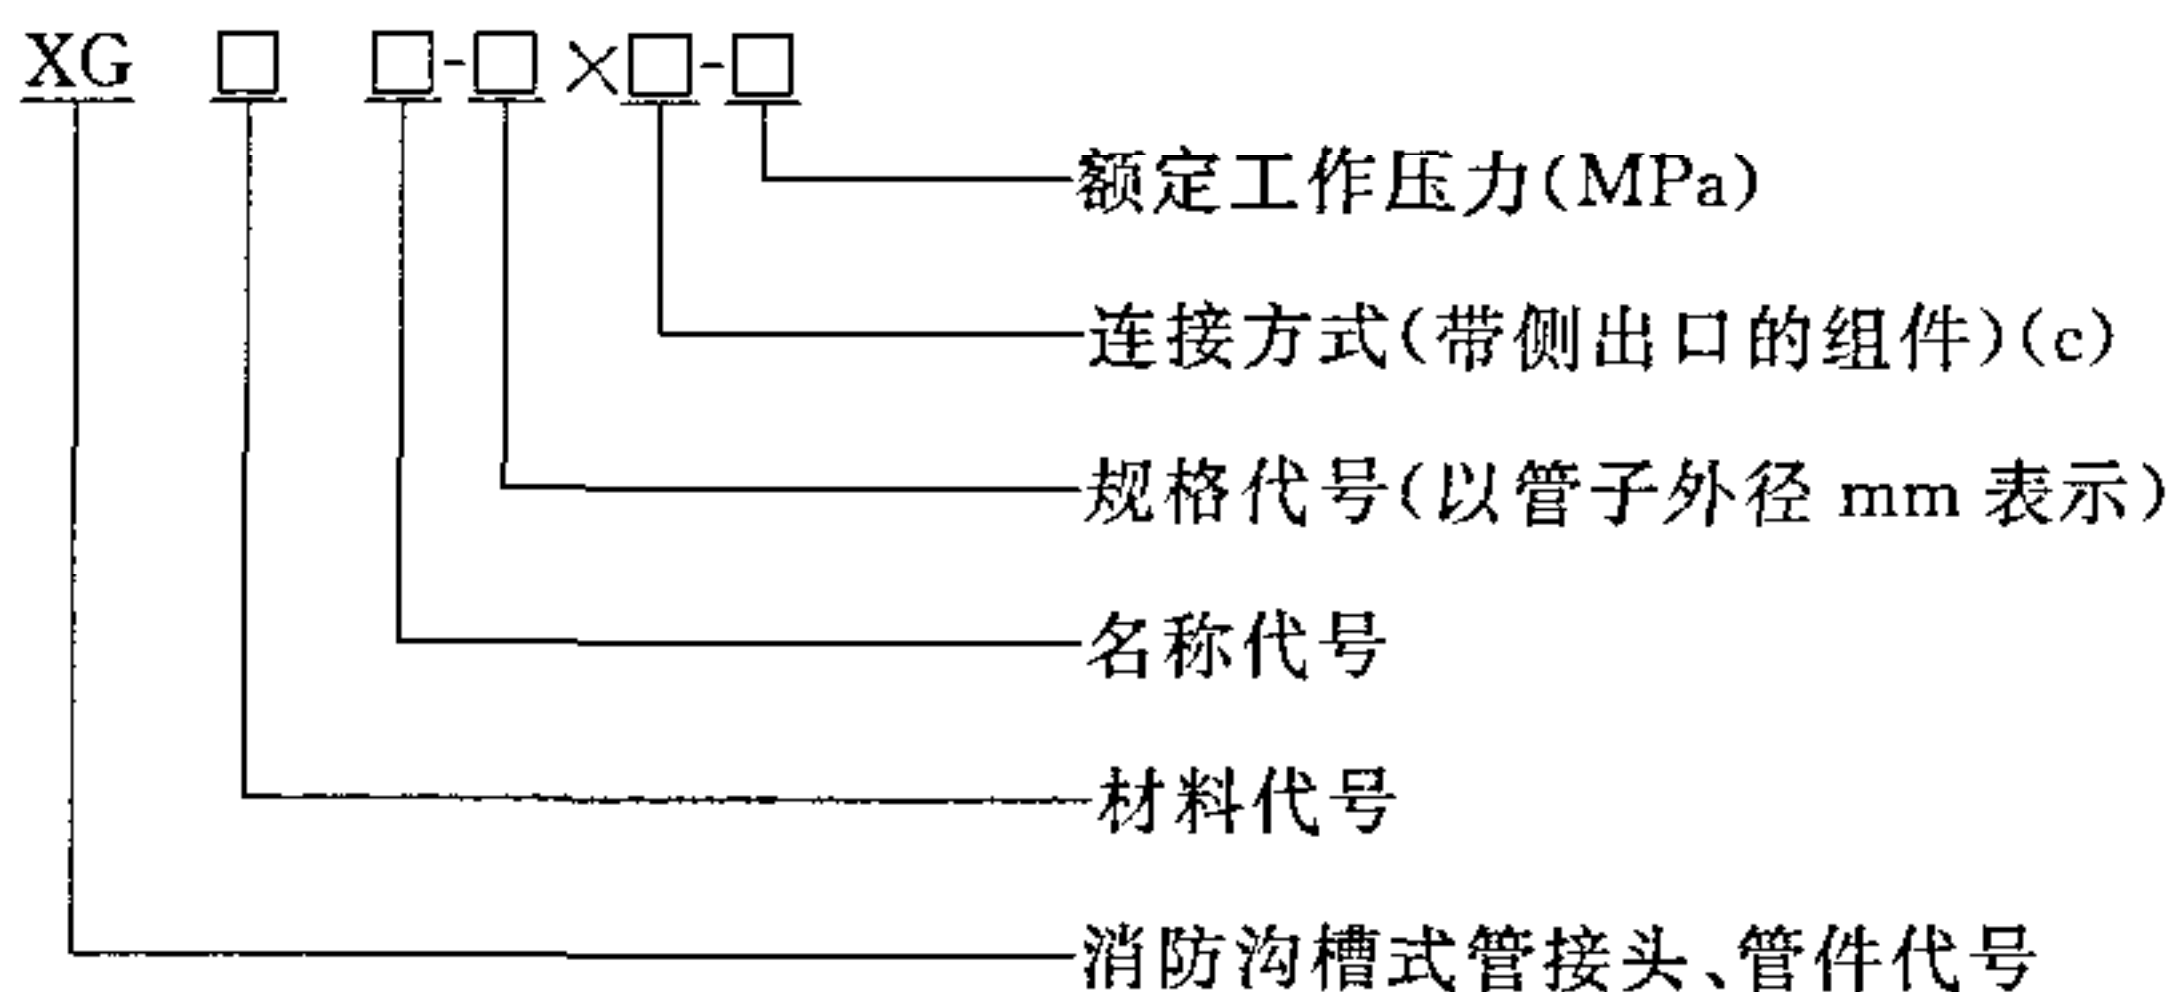 XG □ □-□×□-□
额定工作压力(MPa)
连接方式(带侧出口的组件)(c)
规格代号(以管子外径 mm 表示)
名称代号
材料代号
消防沟槽式管接头、管件代号